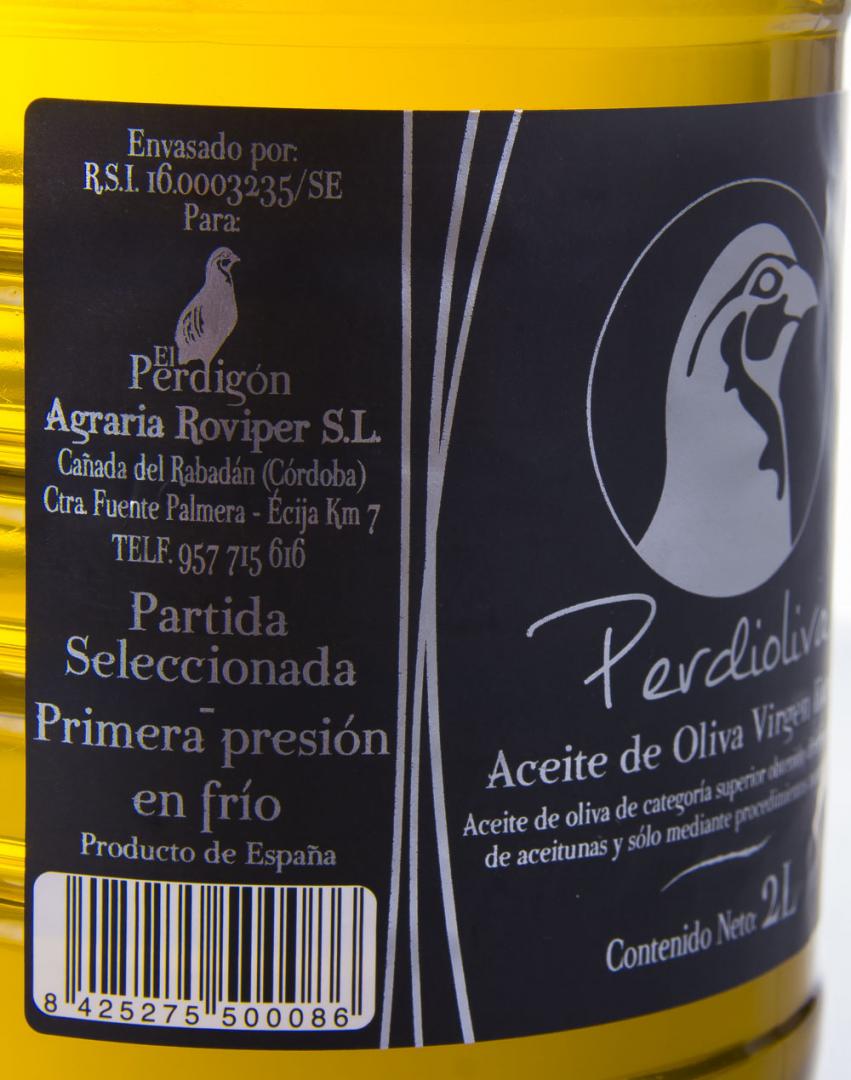 Envasado por:
R.S.I. 16.0003235/SE
Para:
El
Perdigón
Agraria Roviper S.L.
Cañada del Rabadán (Córdoba)
Ctra. Fuente Palmera - Écija Km 7
TELF. 957 715 616
Partida
Seleccionada
-
Primera presión
en frío
Producto de España
8 425275 500086
Perdioliva
Aceite de Oliva Virgen
Aceite de oliva de categoría superior
de aceitunas y sólo mediante procedimientos
Contenido Neto: 2L